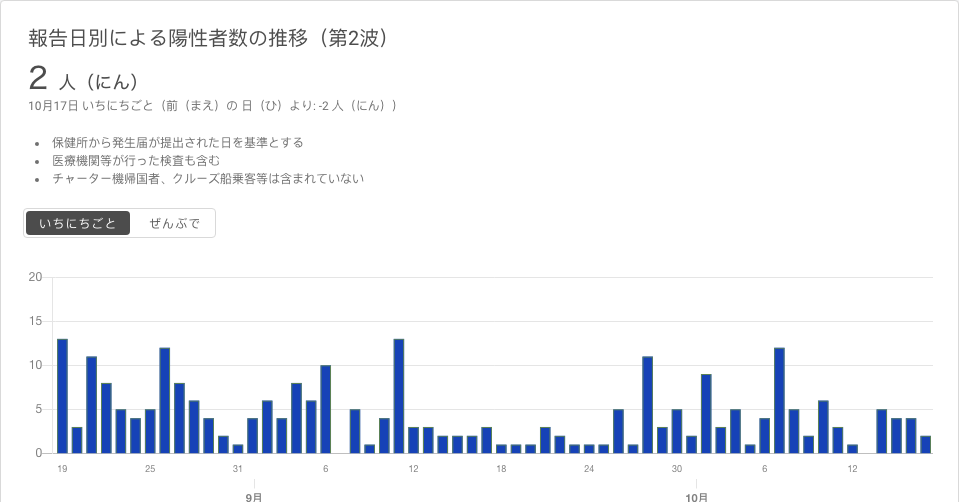 報告日別による陽性者数の推移（第2波）
2 人（にん）
10月17日 いちにちごと（前（まえ）の 日（ひ）より: -2 人（にん））
保健所から発生届が提出された日を基準とする
医療機関等が行った検査も含む
チャーター機帰国者、クルーズ船乗客等は含まれていない
いちにちごと ぜんぶで
20
15
10
5
0
19 25 31 6 12 18 24 30 6 12
9月 10月